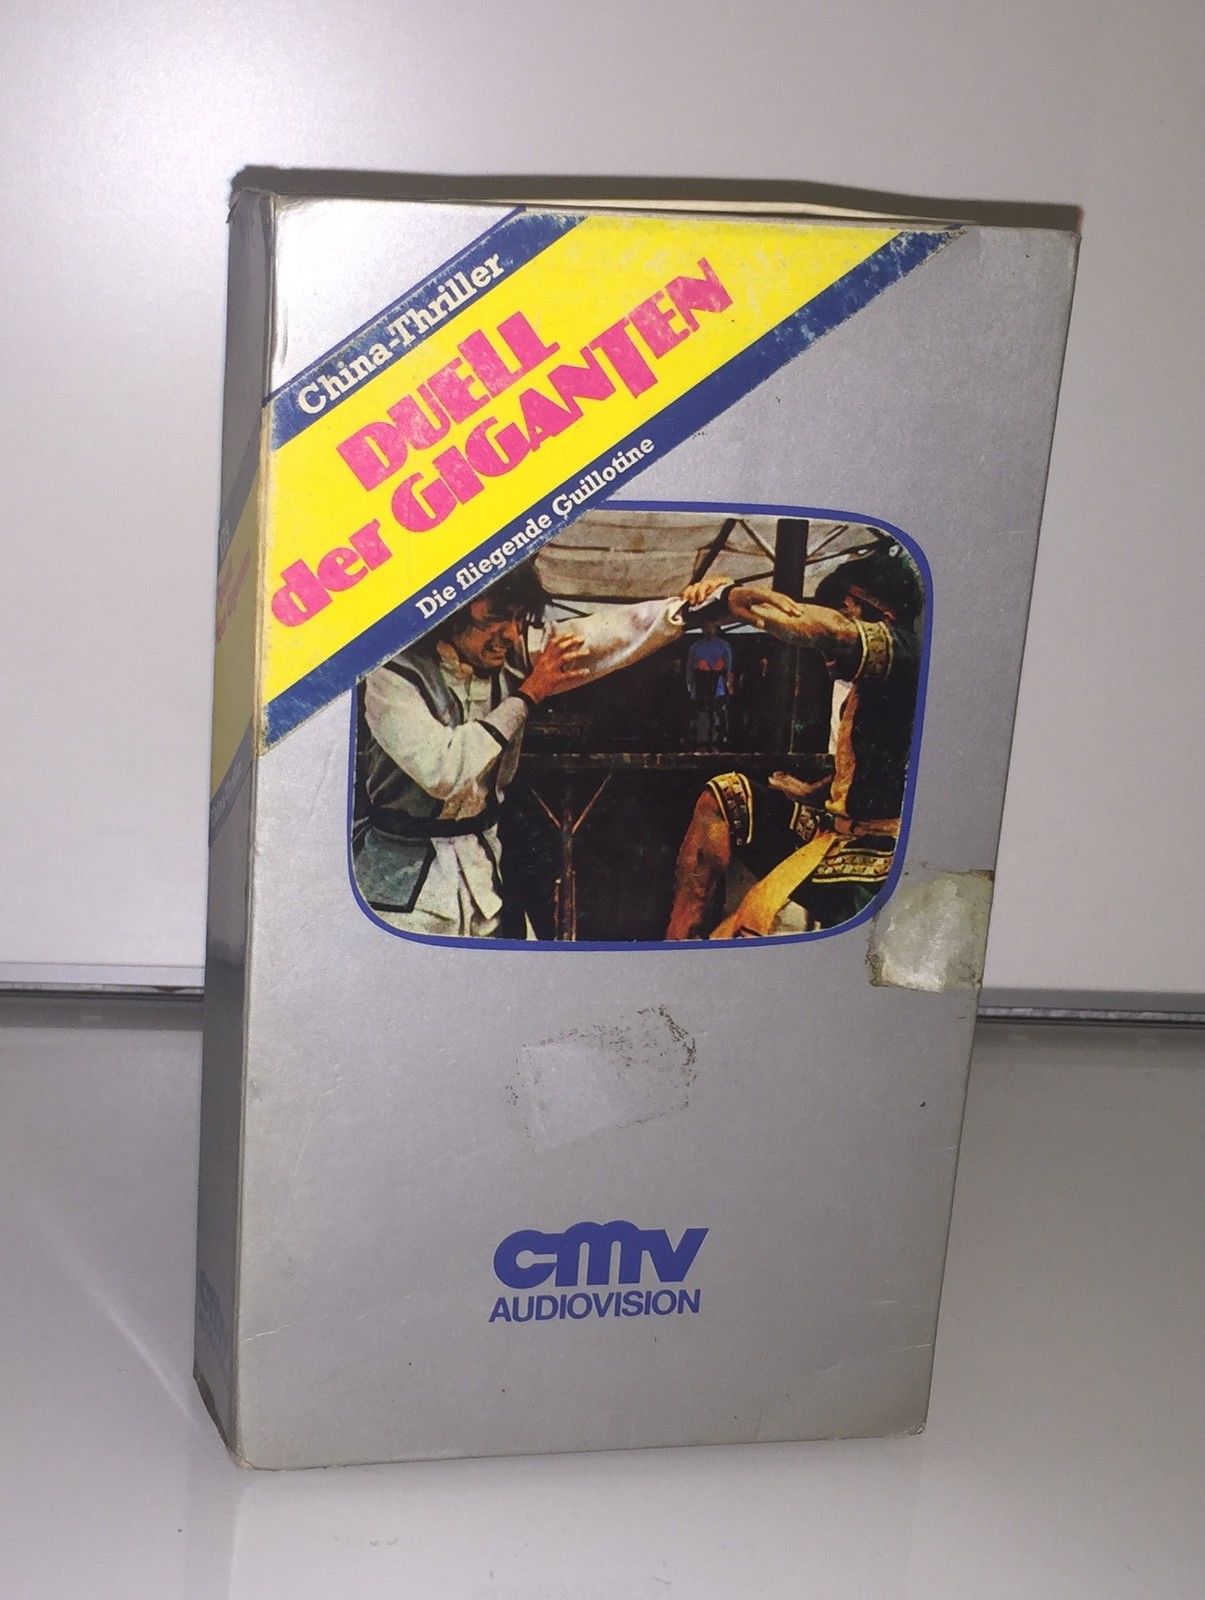 China-Thriller
DUELL
der GIGANTEN
Die fliegende Guillotine
cmv
AUDIOVISION